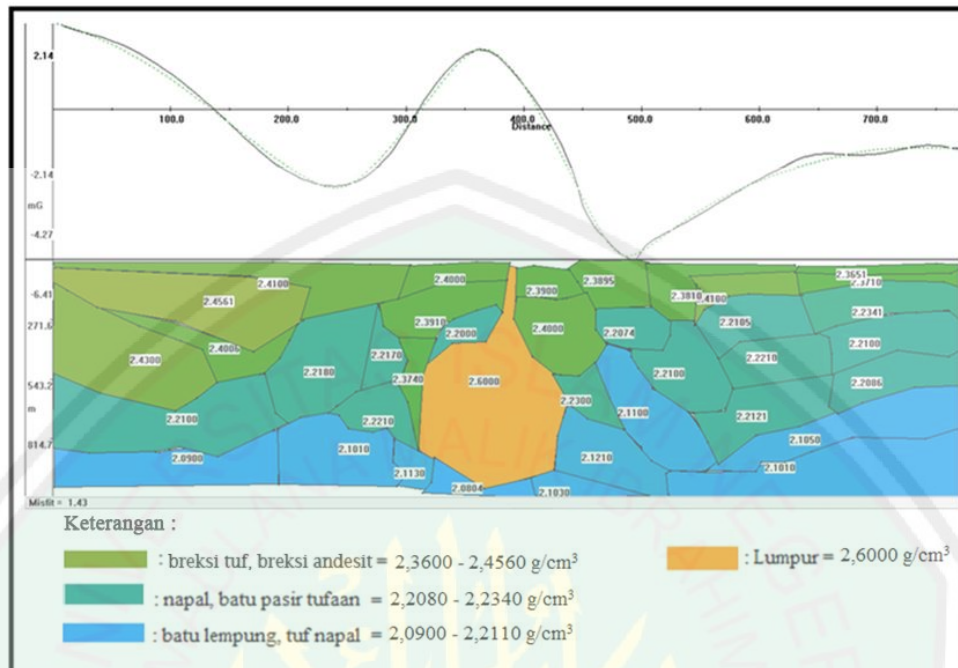 2.14
100.0 200.0 300.0 400.0 500.0 600.0 700.0
Distance
-2.14
mG
-4.27
-6.41
2.4100 2.4000 2.3895 2.3651
2.3710
2.4561 2.3900 2.3810 2.4100
271.6
2.3910 2.2000 2.4000 2.2074 2.2105 2.2341
2.4006
2.4300 2.2180 2.2170 2.2210 2.2100
2.3740 2.6000 2.2100 2.2086
543.2
m
2.2100 2.2210 2.2300 2.1100 2.2121
814.7
2.0900 2.1010 2.1130 2.1210 2.1050
2.1010
2.0804 2.1030
Misfit = 1.43
Keterangan :
: breksi tuf, breksi andesit = 2,3600 - 2,4560 g/cm³
: Lumpur = 2,6000 g/cm³
: napal, batu pasir tufaan = 2,2080 - 2,2340 g/cm³
: batu lempung, tuf napal = 2,0900 - 2,2110 g/cm³